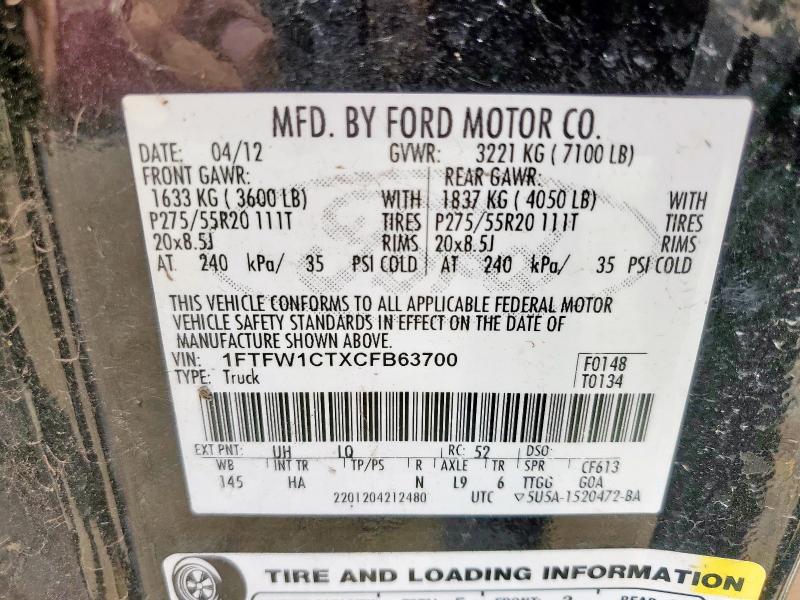 MFD. BY FORD MOTOR CO.
DATE: 04/12 GVWR: 3221 KG ( 7100 LB)
FRONT GAWR: REAR GAWR:
1633 KG ( 3600 LB) WITH 1837 KG ( 4050 LB) WITH
P275/55R20 111T TIRES P275/55R20 111T TIRES
20x8.5J RIMS 20x8.5J RIMS
AT 240 kPa/ 35 PSI COLD AT 240 kPa/ 35 PSI COLD
THIS VEHICLE CONFORMS TO ALL APPLICABLE FEDERAL MOTOR
VEHICLE SAFETY STANDARDS IN EFFECT ON THE DATE OF
MANUFACTURE SHOWN ABOVE.
VIN: 1FTFW1CTXCFB63700 F0148
TYPE: Truck T0134
EXT PNT: UH LQ RC: 52 DSO:
WB INT TR TP/PS R AXLE TR SPR CF613
145 HA N L9 6 TTGG GOA
2201204212480 UTC ▽5U5A-1520472-BA
TIRE AND LOADING INFORMATION